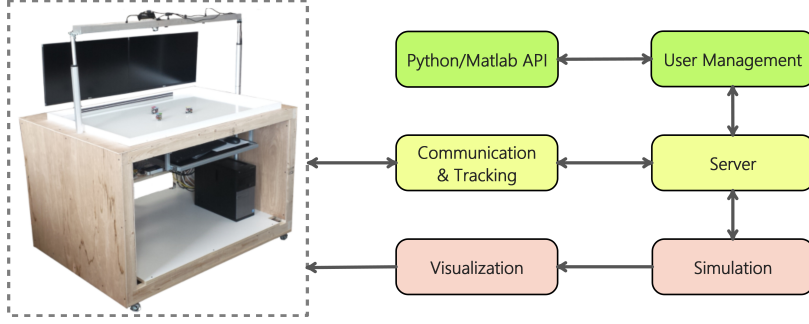 Python/Matlab API
User Management
Communication
& Tracking
Server
Visualization
Simulation